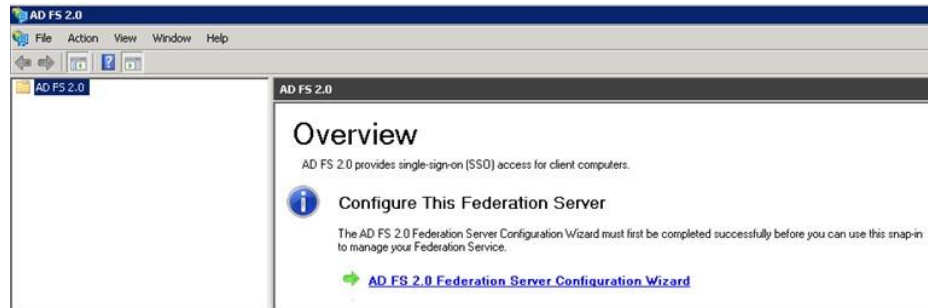 AD FS 2.0
File Action View Window Help
AD FS 2.0
AD FS 2.0
Overview
AD FS 2.0 provides single-sign-on (SSO) access for client computers.
Configure This Federation Server
The AD FS 2.0 Federation Server Configuration Wizard must first be completed successfully before you can use this snap-in
to manage your Federation Service.
AD FS 2.0 Federation Server Configuration Wizard